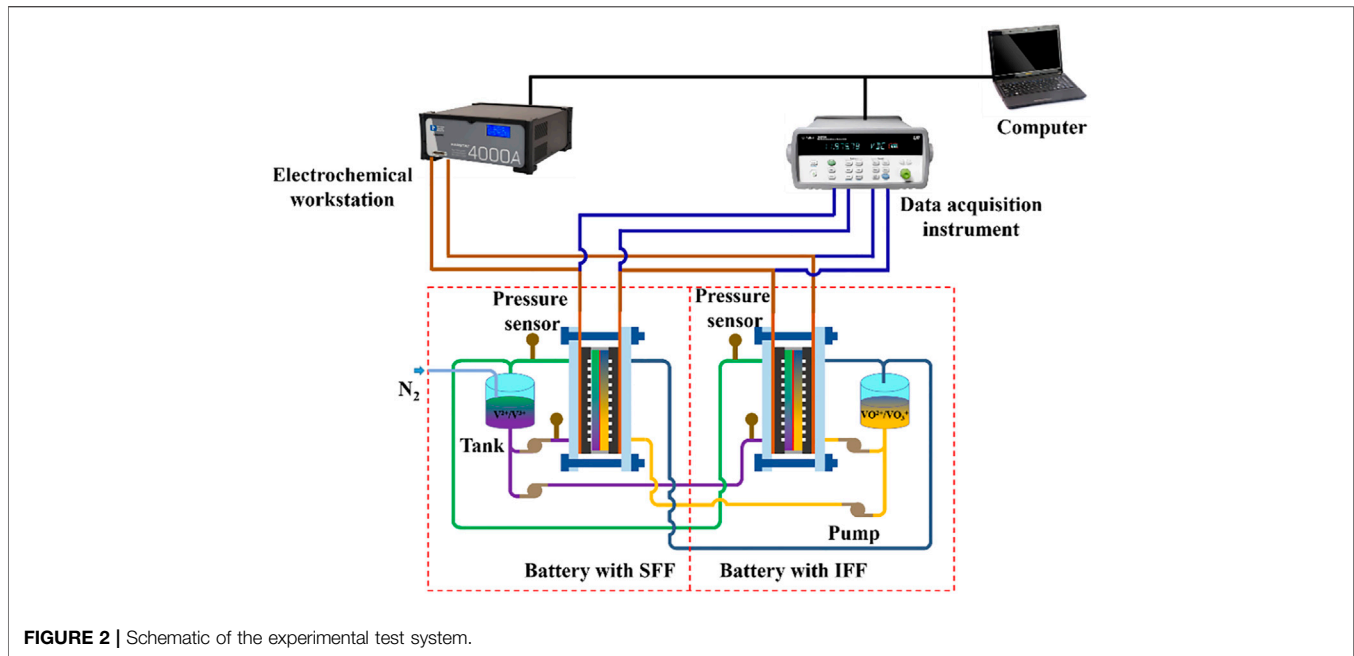 Computer
4000A
Electrochemical
workstation
Data acquisition
instrument
Pressure
sensor
Pressure
sensor
N₂
V²⁺/V³⁺
VO²⁺/VO₂⁺
Tank
Pump
Battery with SFF
Battery with IFF
FIGURE 2 | Schematic of the experimental test system.